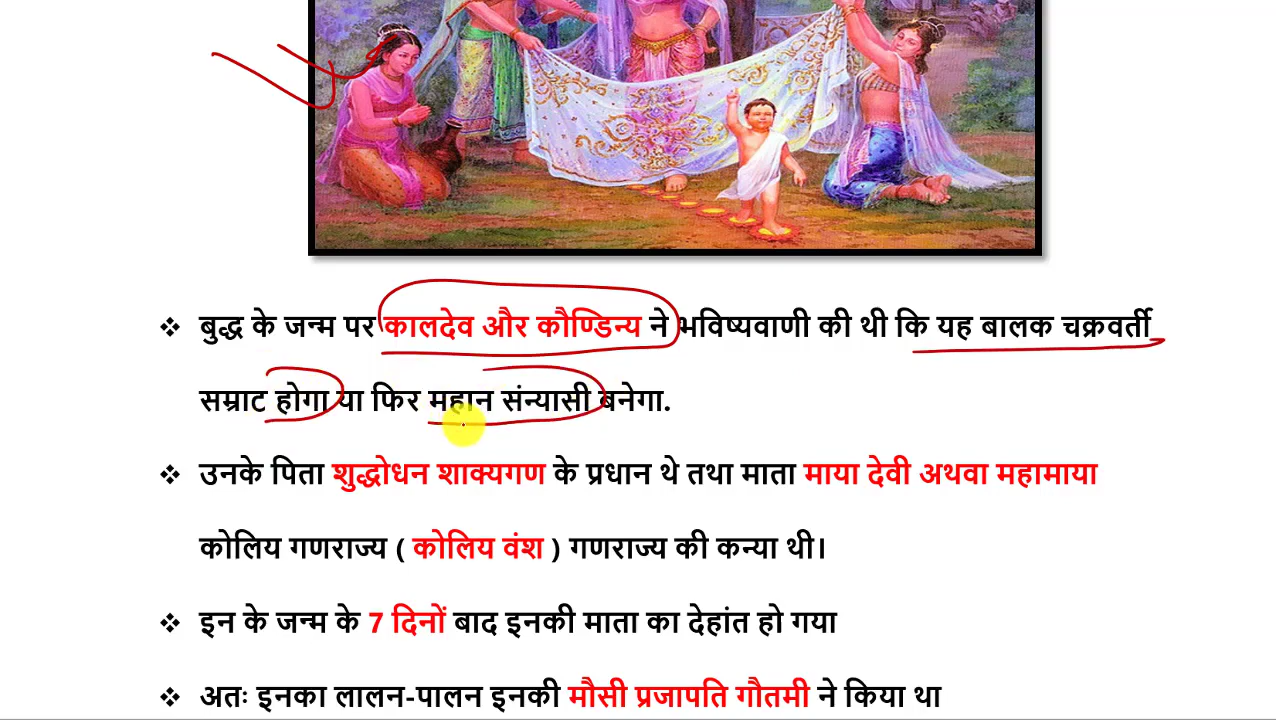 ❖ बुद्ध के जन्म पर कालदेव और कौण्डिन्य ने भविष्यवाणी की थी कि यह बालक चक्रवर्ती
सम्राट होगा या फिर महान संन्यासी बनेगा.
❖ उनके पिता शुद्धोधन शाक्यगण के प्रधान थे तथा माता माया देवी अथवा महामाया
कोलिय गणराज्य ( कोलिय वंश ) गणराज्य की कन्या थी।
❖ इन के जन्म के 7 दिनों बाद इनकी माता का देहांत हो गया
❖ अतः इनका लालन-पालन इनकी मौसी प्रजापति गौतमी ने किया था